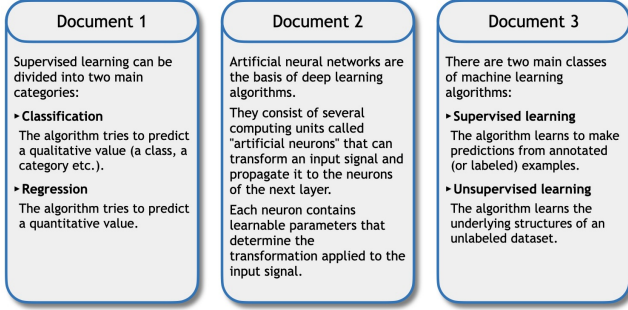 Document 1
Supervised learning can be
divided into two main
categories:
▸Classification
The algorithm tries to predict
a qualitative value (a class, a
category etc.).
▸Regression
The algorithm tries to predict
a quantitative value.
Document 2
Artificial neural networks are
the basis of deep learning
algorithms.
They consist of several
computing units called
"artificial neurons" that can
transform an input signal and
propagate it to the neurons
of the next layer.
Each neuron contains
learnable parameters that
determine the
transformation applied to the
input signal.
Document 3
There are two main classes
of machine learning
algorithms:
▸Supervised learning
The algorithm learns to make
predictions from annotated
(or labeled) examples.
▸Unsupervised learning
The algorithm learns the
underlying structures of an
unlabeled dataset.